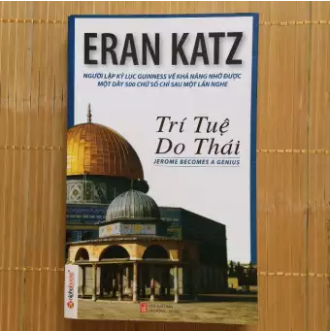 ERAN KATZ
NGƯỜI LẬP KỶ LỤC GUINNESS VỀ KHẢ NĂNG NHỚ ĐƯỢC
MỘT DÃY 500 CHỮ SỐ CHỈ SAU MỘT LẦN NGHE
Trí Tuệ
Do Thái
JEROME BECOMES A GENIUS
alphabooks